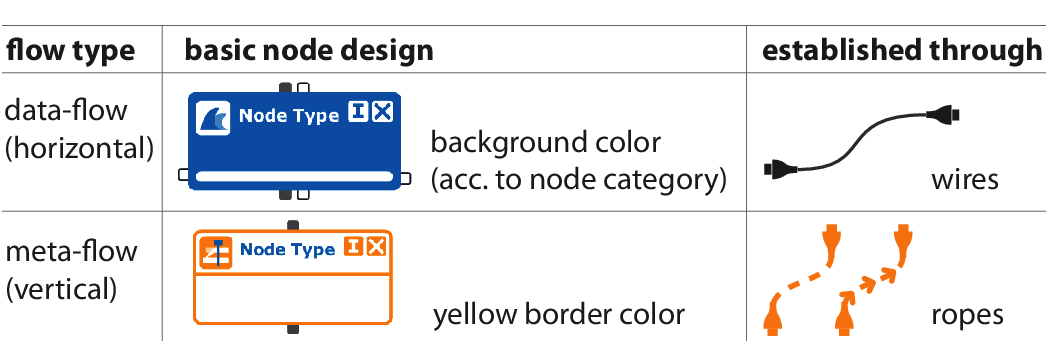 flow type
basic node design
established through
data-flow
(horizontal)
Node Type I X
background color
(acc. to node category)
wires
meta-flow
(vertical)
Node Type I X
yellow border color
ropes